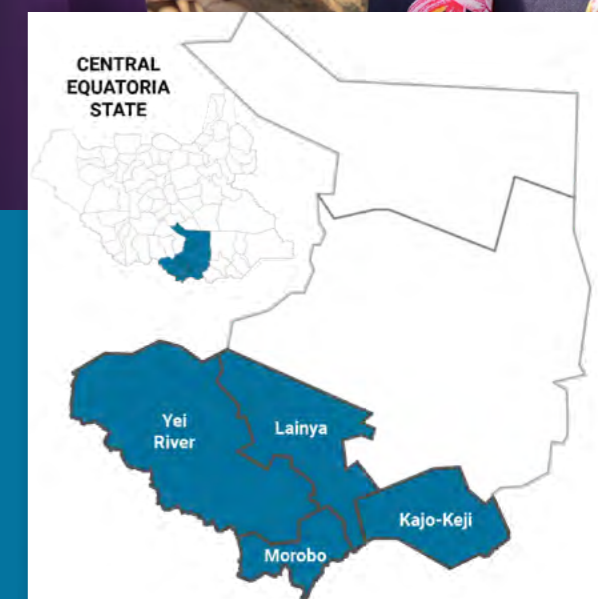 CENTRAL
EQUATORIA
STATE
Yei
River
Lainya
Kajo-Keji
Morobo